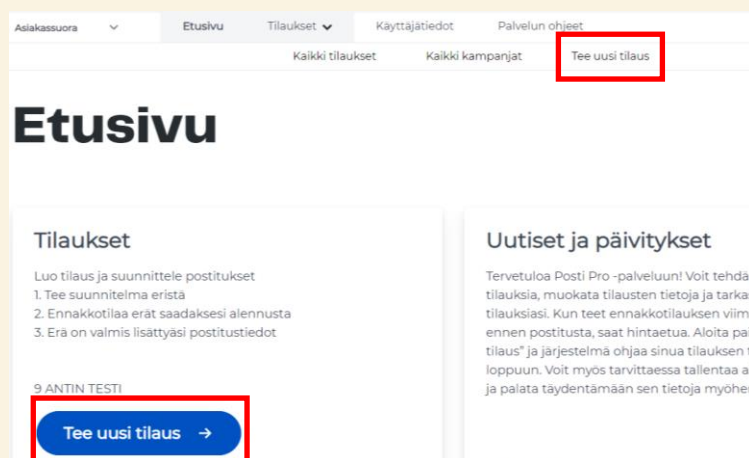 Asiakassuora Etusivu Tilaukset Käyttäjätiedot Palvelun ohjeet
Kaikki tilaukset Kaikki kampanjat Tee uusi tilaus
Etusivu
Tilaukset
Luo tilaus ja suunnittele postitukset
1. Tee suunnitelma eristä
2. Ennakkotilaa erät saadaksesi alennusta
3. Erä on valmis lisättyäsi postitustiedot
9 ANTIN TESTI
Tee uusi tilaus →
Uutiset ja päivitykset
Tervetuloa Posti Pro -palveluun! Voit tehdä
tilauksia, muokata tilausten tietoja ja
tilauksiasi. Kun teet ennakkotilauksen
ennen postitusta, saat hintaetua. Aloita
tilaus" ja järjestelmä ohjaa sinua tilauksen
loppuun. Voit myös tarvittaessa tallentaa
ja palata täydentämään sen tietoja